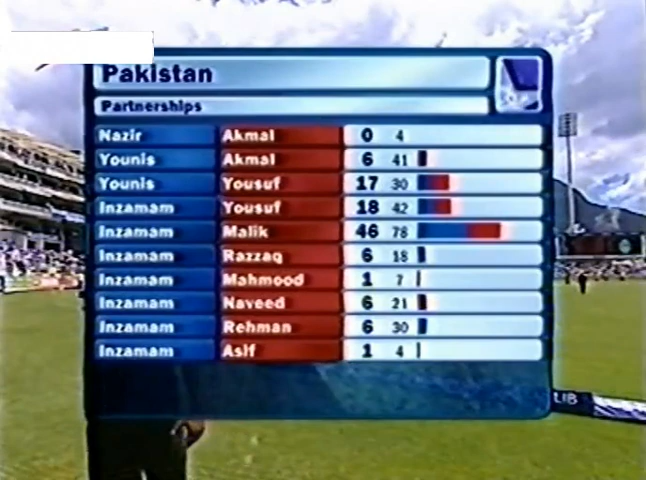 Pakistan
Partnerships
Nazir Akmal 0 4
Younis Akmal 6 41
Younis Yousuf 17 30
Inzamam Yousuf 18 42
Inzamam Malik 46 78
Inzamam Razzaq 6 18
Inzamam Mahmood 1 7
Inzamam Naveed 6 21
Inzamam Rehman 6 30
Inzamam Asif 1 4
LIB